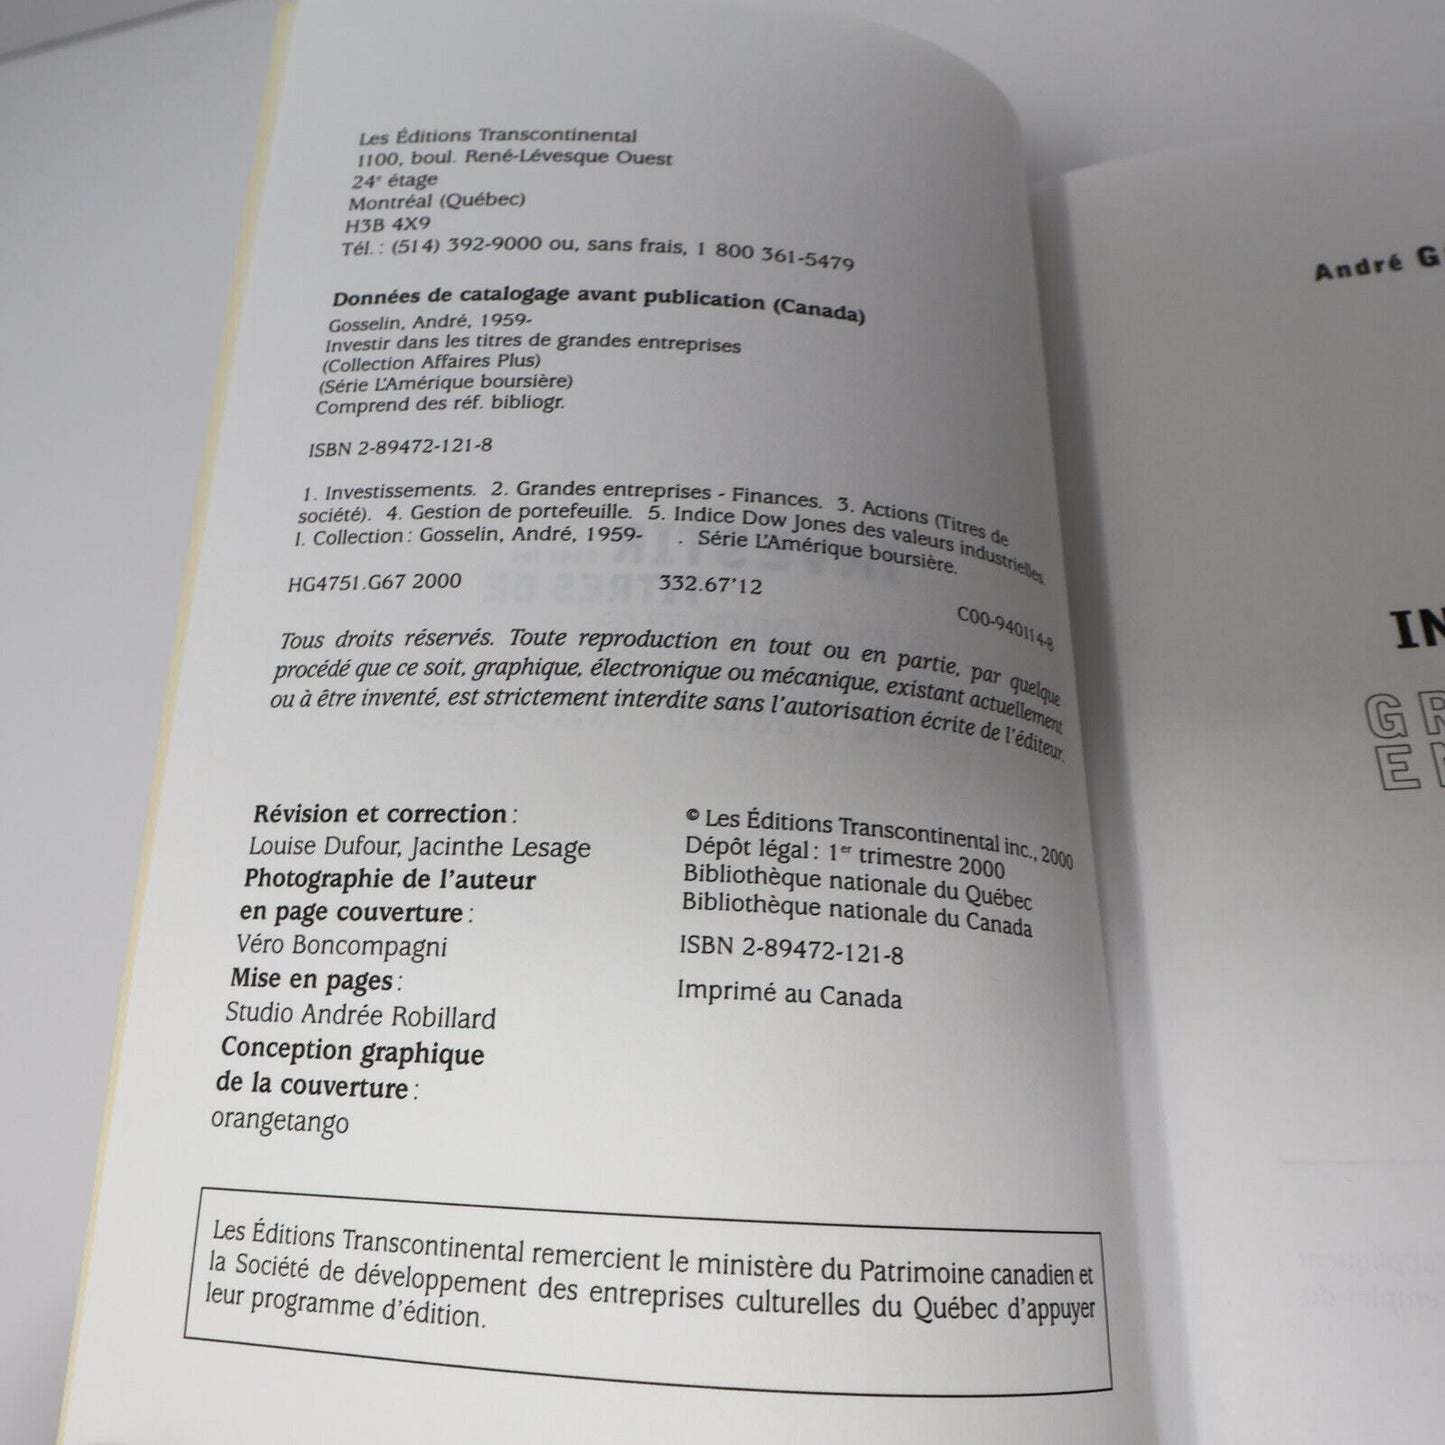 Les Éditions Transcontinental
1100, boul. René-Lévesque Ouest
24e étage
Montréal (Québec)
H3B 4X9
Tél. : (514) 392-9000 ou, sans frais, 1 800 361-5479
Données de catalogage avant publication (Canada)
Gosselin, André, 1959-
Investir dans les titres de grandes entreprises
(Collection Affaires Plus)
(Série L'Amérique boursière)
Comprend des réf. bibliogr.
ISBN 2-89472-121-8
1. Investissements. 2. Grandes entreprises - Finances. 3. Actions (Titres de
société). 4. Gestion de portefeuille. 5. Indice Dow Jones des valeurs industrielles.
I. Collection : Gosselin, André, 1959- . Série L'Amérique boursière.
HG4751.G67 2000 332.67'12 C00-940114-8
Tous droits réservés. Toute reproduction en tout ou en partie, par quelque
procédé que ce soit, graphique, électronique ou mécanique, existant actuellement
ou à être inventé, est strictement interdite sans l'autorisation écrite de l'éditeur.
Révision et correction :
Louise Dufour, Jacinthe Lesage
Photographie de l'auteur
en page couverture :
Véro Boncompagni
Mise en pages :
Studio Andrée Robillard
Conception graphique
de la couverture :
orangetango
© Les Éditions Transcontinental inc., 2000
Dépôt légal : 1er trimestre 2000
Bibliothèque nationale du Québec
Bibliothèque nationale du Canada
ISBN 2-89472-121-8
Imprimé au Canada
Les Éditions Transcontinental remercient le ministère du Patrimoine canadien et
la Société de développement des entreprises culturelles du Québec d'appuyer
leur programme d'édition.
André G
IN
GR
E